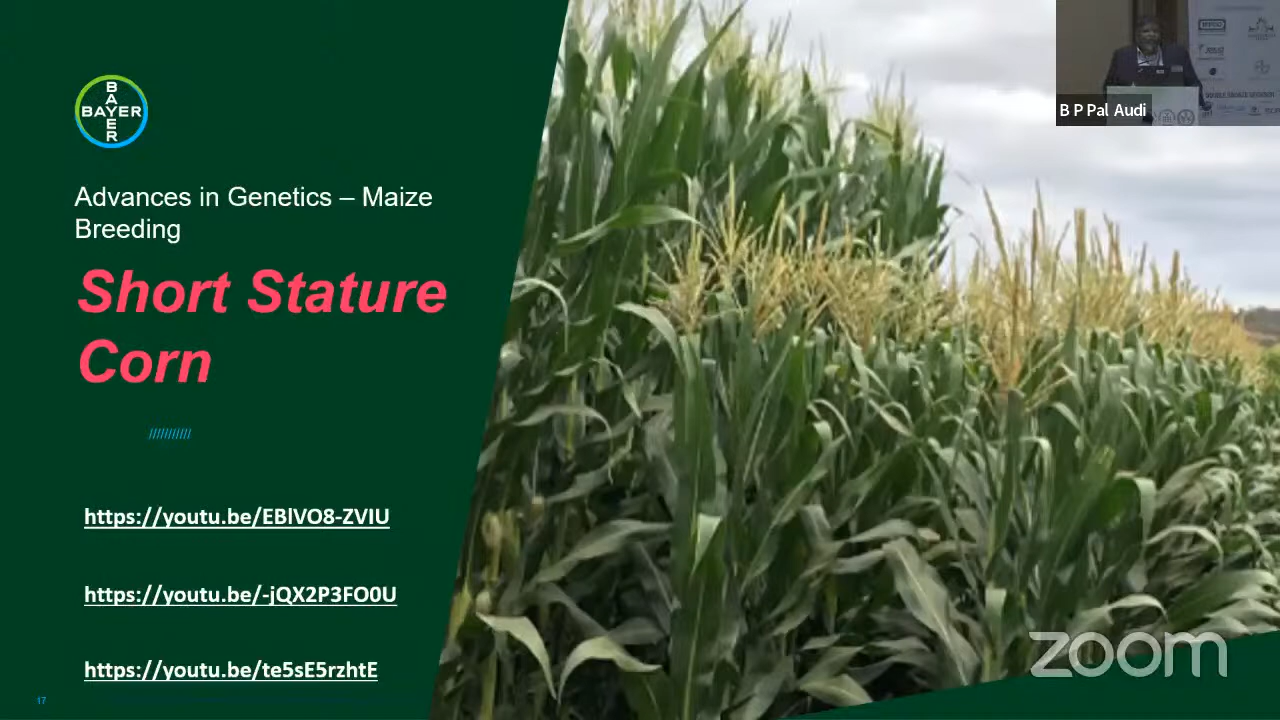 BAYER
BAYER
Advances in Genetics – Maize
Breeding
Short Stature
Corn
///////////
https://youtu.be/EBlVO8-ZVIU
https://youtu.be/-jQX2P3FO0U
https://youtu.be/te5sE5rzhtE
17
B P Pal Audi
zoom